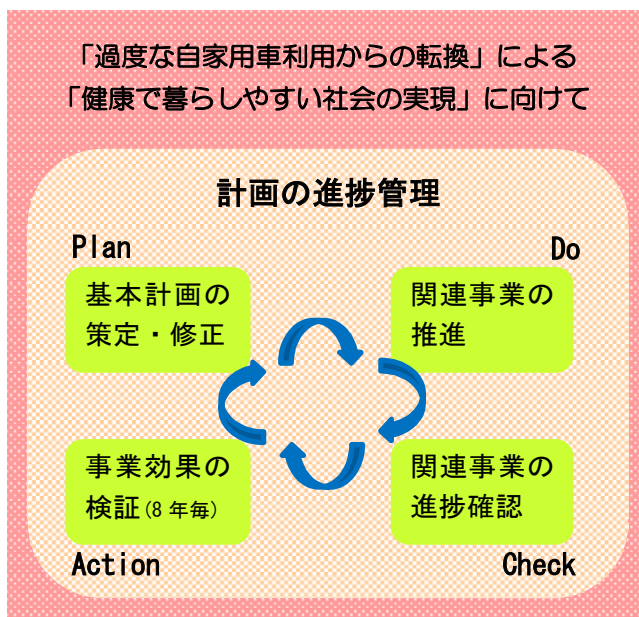 「過度な自家用車利用からの転換」による
「健康で暮らしやすい社会の実現」に向けて
計画の進捗管理
Plan
Do
基本計画の
策定・修正
関連事業の
推進
事業効果の
検証(8年毎)
関連事業の
進捗確認
Action
Check